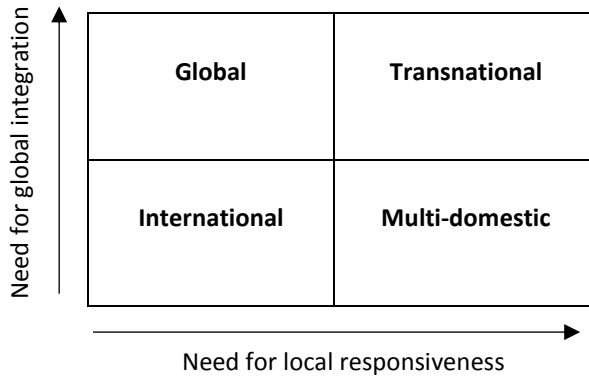 Need for global integration
Global
Transnational
International
Multi-domestic
Need for local responsiveness